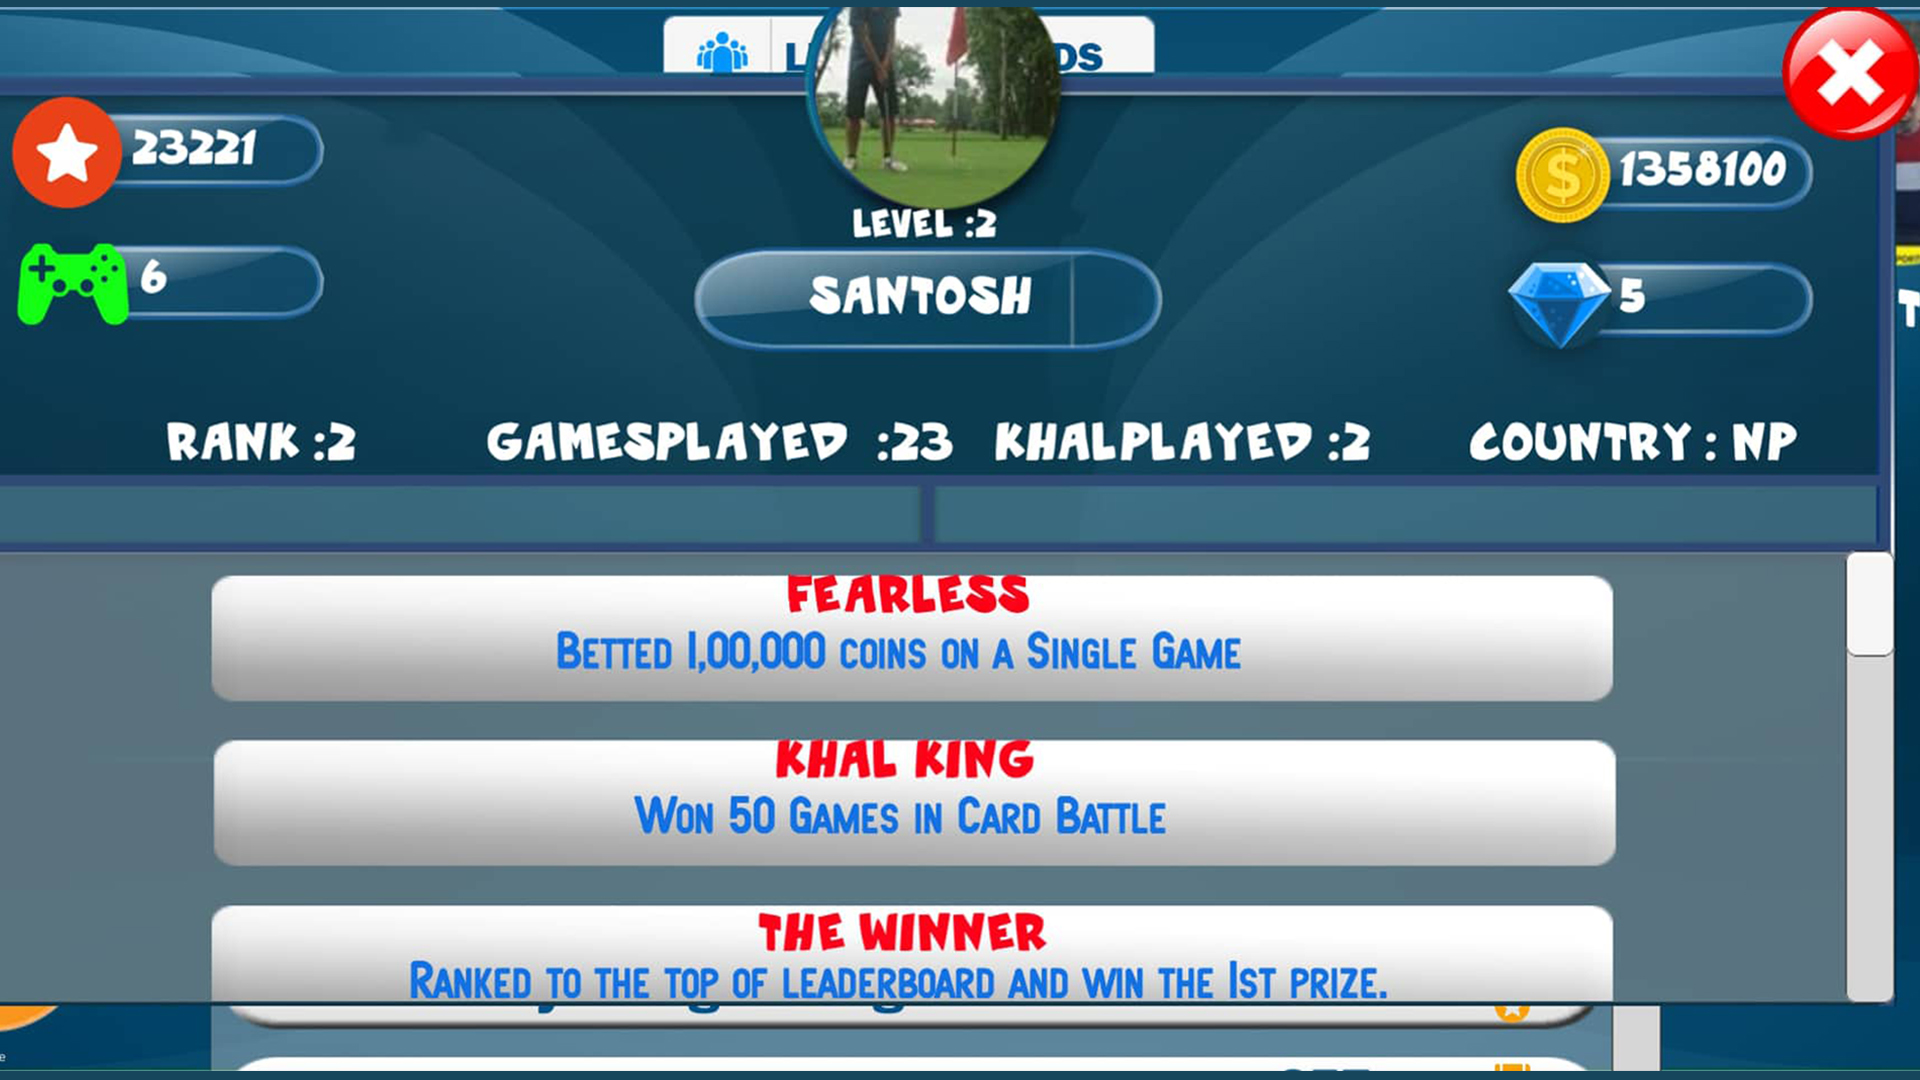 23221
6
LEVEL :2
SANTOSH
1358100
5
RANK :2 GAMESPLAYED :23 KHALPLAYED :2 COUNTRY : NP
FEARLESS
Betted 1,00,000 coins on a Single Game
KHAL KING
Won 50 Games in Card Battle
THE WINNER
Ranked to the top of leaderboard and win the 1st prize.